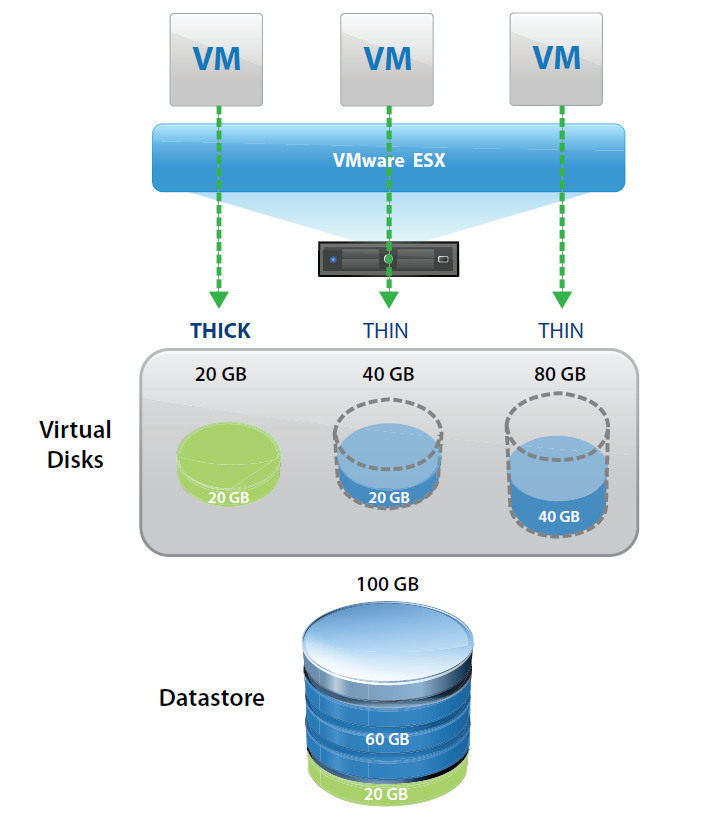 VM
VM
VM
VMware ESX
THICK
THIN
THIN
20 GB
40 GB
80 GB
Virtual
Disks
20 GB
20 GB
40 GB
100 GB
Datastore
60 GB
20 GB